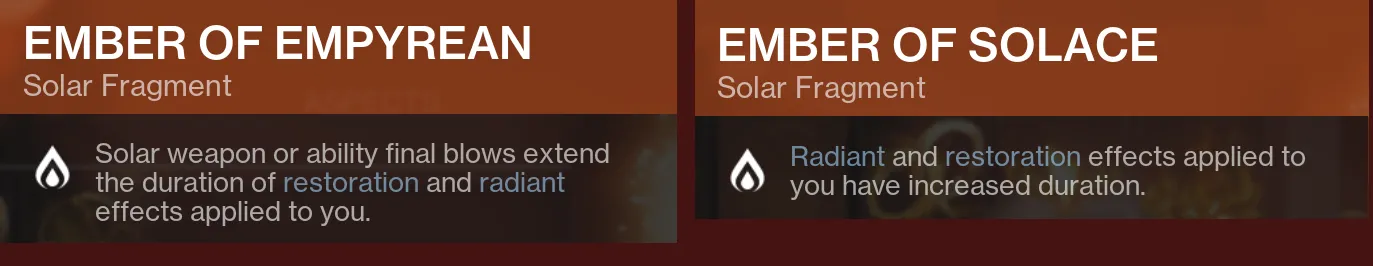 EMBER OF EMPYREAN
Solar Fragment
Solar weapon or ability final blows extend
the duration of restoration and radiant
effects applied to you.
EMBER OF SOLACE
Solar Fragment
Radiant and restoration effects applied to
you have increased duration.